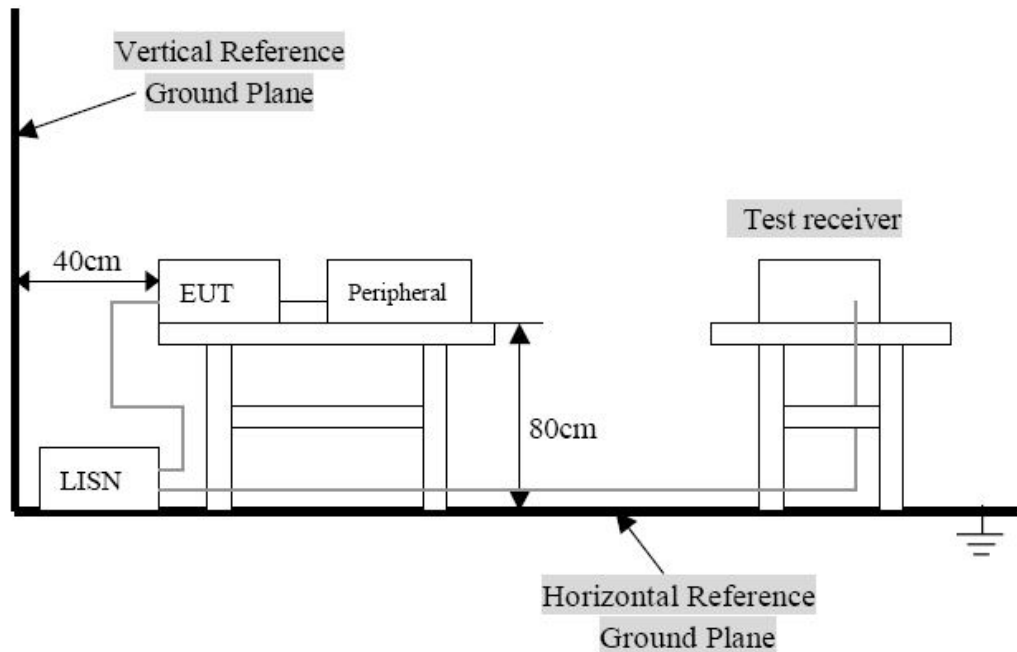 Vertical Reference
Ground Plane
Test receiver
40cm
EUT
Peripheral
80cm
LISN
Horizontal Reference
Ground Plane